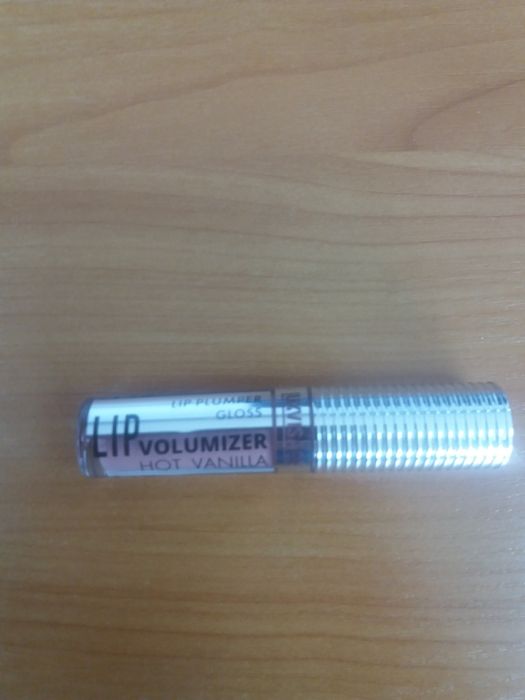 LIP PLUMPER
GLOSS
LIP VOLUMIZER
HOT VANILLA